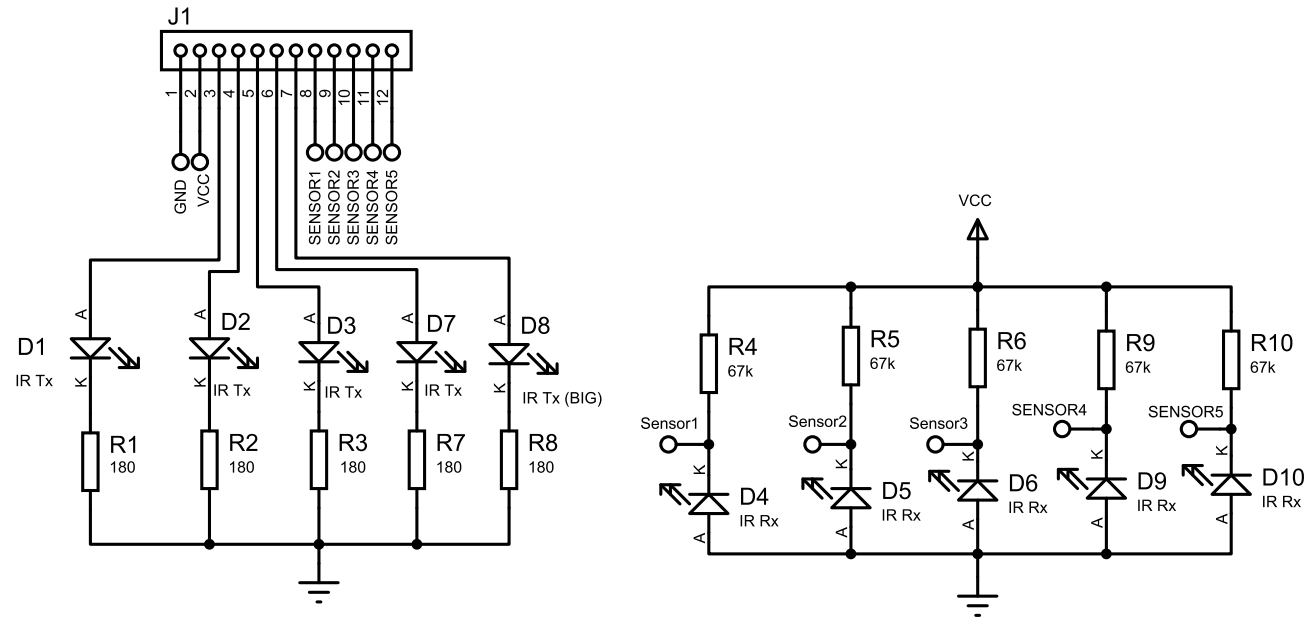 J1
1
2
3
4
5
6
7
8
9
10
11
12
GND
VCC
SENSOR1
SENSOR2
SENSOR3
SENSOR4
SENSOR5
A
D1
IR Tx
K
R1
180
A
D2
IR Tx
K
R2
180
A
D3
IR Tx
K
R3
180
A
D7
IR Tx
K
R7
180
A
D8
IR Tx (BIG)
K
R8
180
VCC
R4
67k
Sensor1
K
D4
IR Rx
A
R5
67k
Sensor2
K
D5
IR Rx
A
R6
67k
Sensor3
K
D6
IR Rx
A
R9
67k
SENSOR4
K
D9
IR Rx
A
R10
67k
SENSOR5
K
D10
IR Rx
A